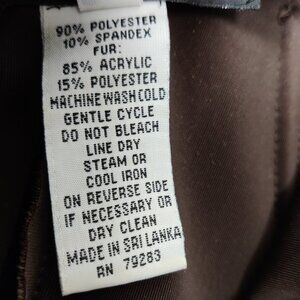 90% POLYESTER
10% SPANDEX
FUR:
85% ACRYLIC
15% POLYESTER
MACHINE WASH COLD
GENTLE CYCLE
DO NOT BLEACH
LINE DRY
STEAM OR
COOL IRON
ON REVERSE SIDE
IF NECESSARY OR
DRY CLEAN
MADE IN SRI LANKA
RN 79283